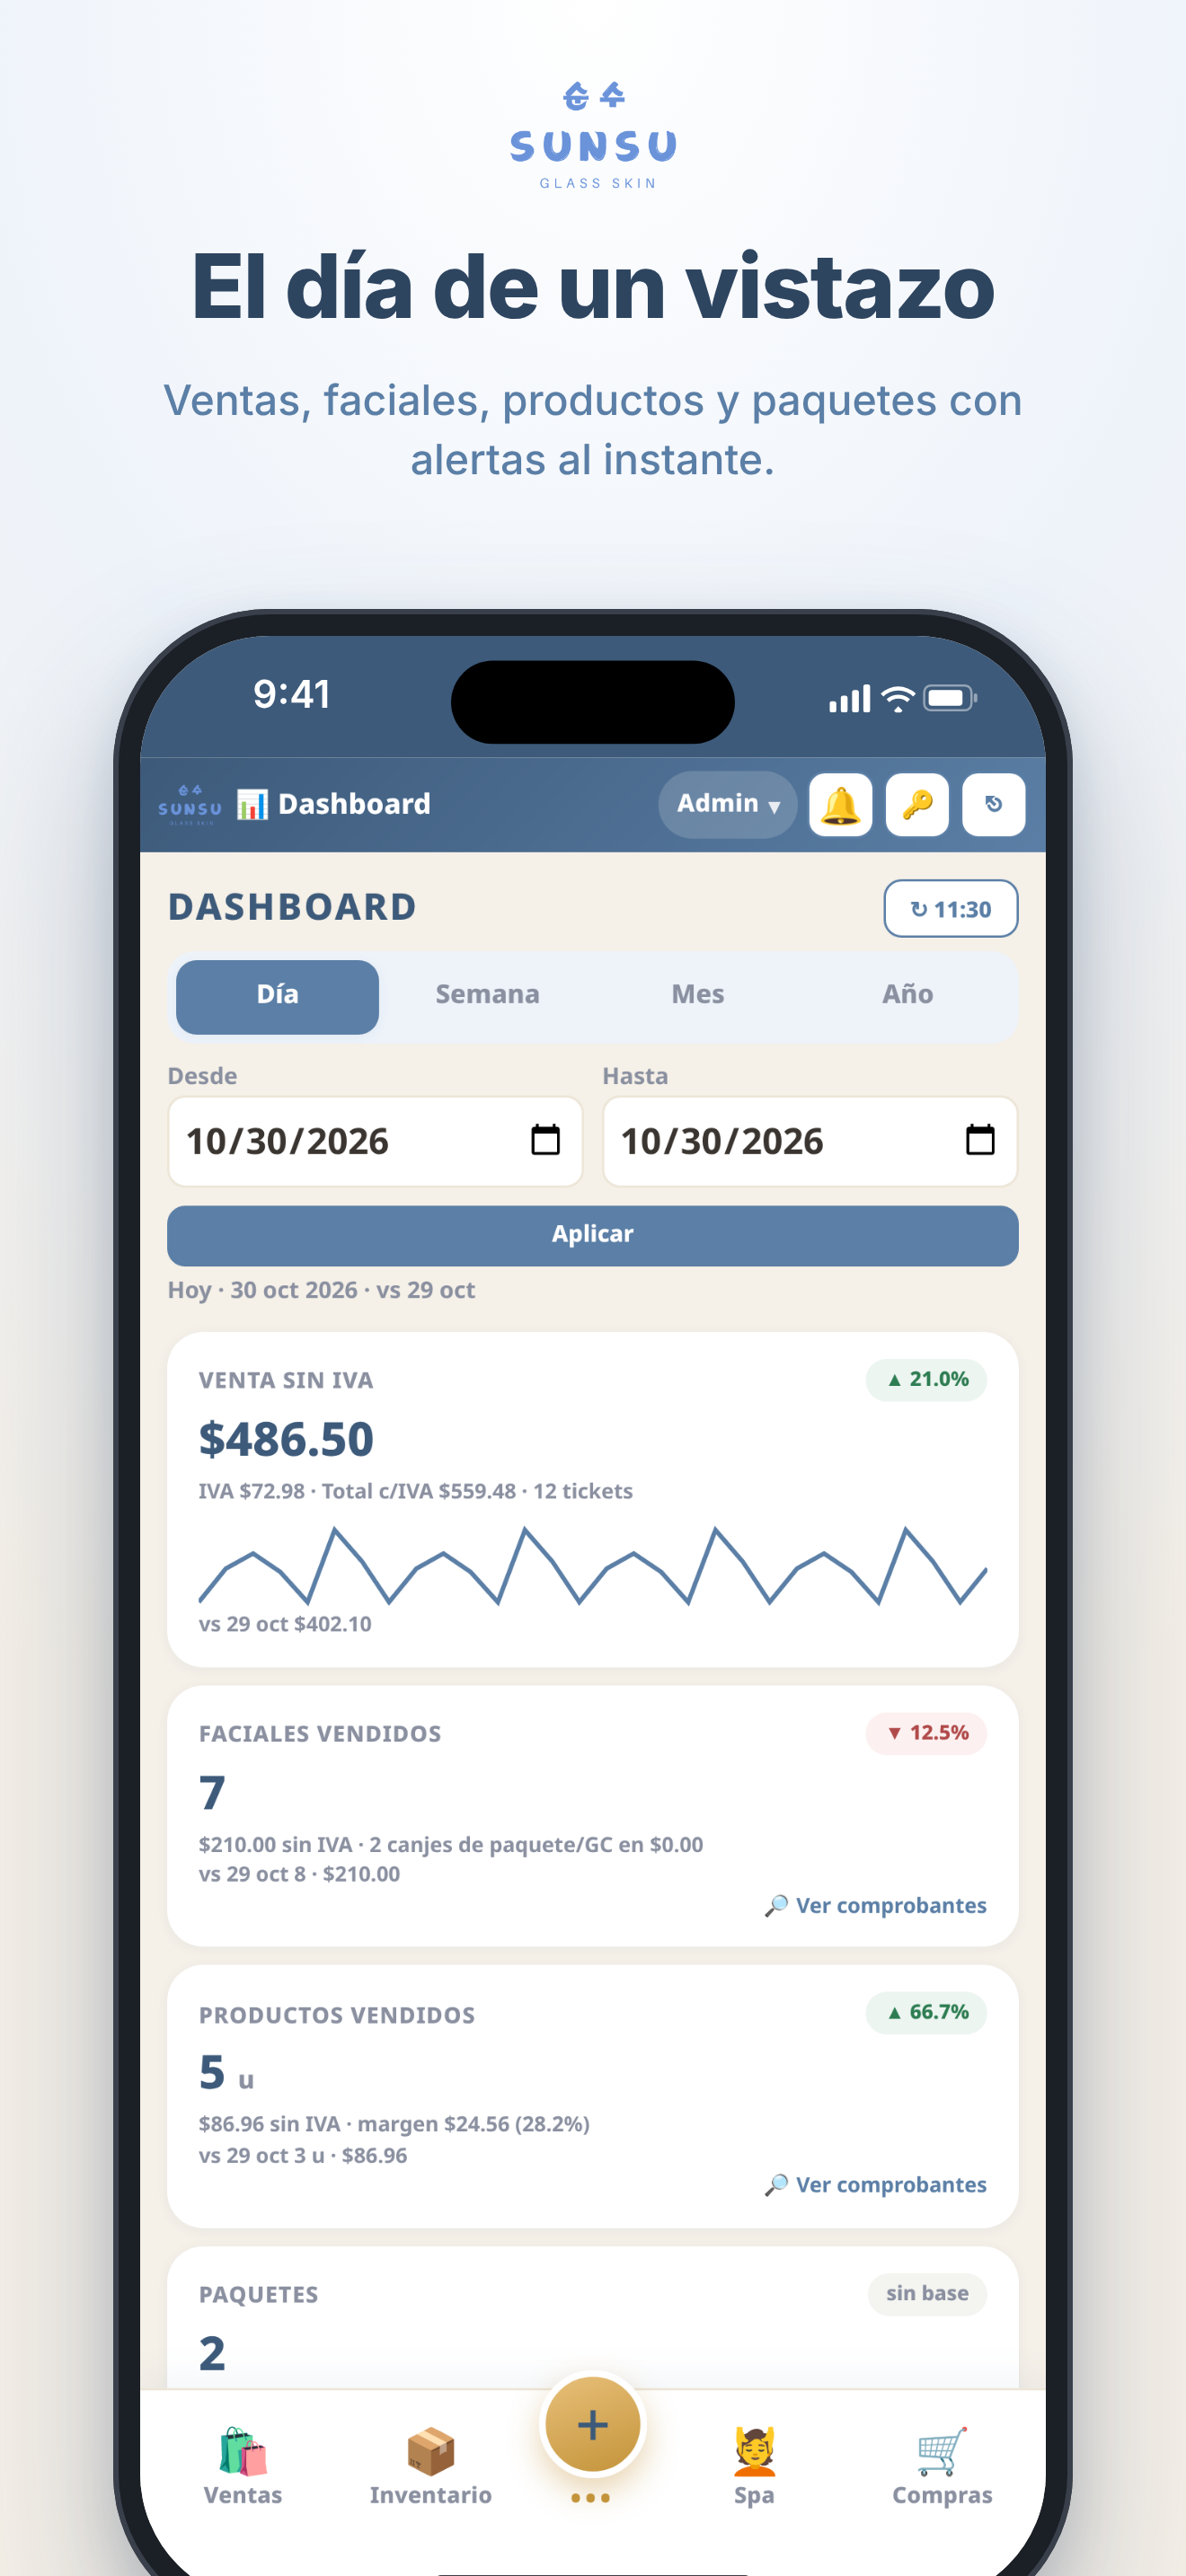 SUNSU
GLASS SKIN
El día de un vistazo
Ventas, faciales, productos y paquetes con
alertas al instante.
9:41
SUNSU
GLASS SKIN
Dashboard
Admin ▾
DASHBOARD
↻ 11:30
Día Semana Mes Año
Desde Hasta
10/30/2026 10/30/2026
Aplicar
Hoy · 30 oct 2026 · vs 29 oct
VENTA SIN IVA ▲ 21.0%
$486.50
IVA $72.98 · Total c/IVA $559.48 · 12 tickets
vs 29 oct $402.10
FACIALES VENDIDOS ▼ 12.5%
7
$210.00 sin IVA · 2 canjes de paquete/GC en $0.00
vs 29 oct 8 · $210.00
Ver comprobantes
PRODUCTOS VENDIDOS ▲ 66.7%
5 u
$86.96 sin IVA · margen $24.56 (28.2%)
vs 29 oct 3 u · $86.96
Ver comprobantes
PAQUETES sin base
2
+
Ventas Inventario ••• Spa Compras